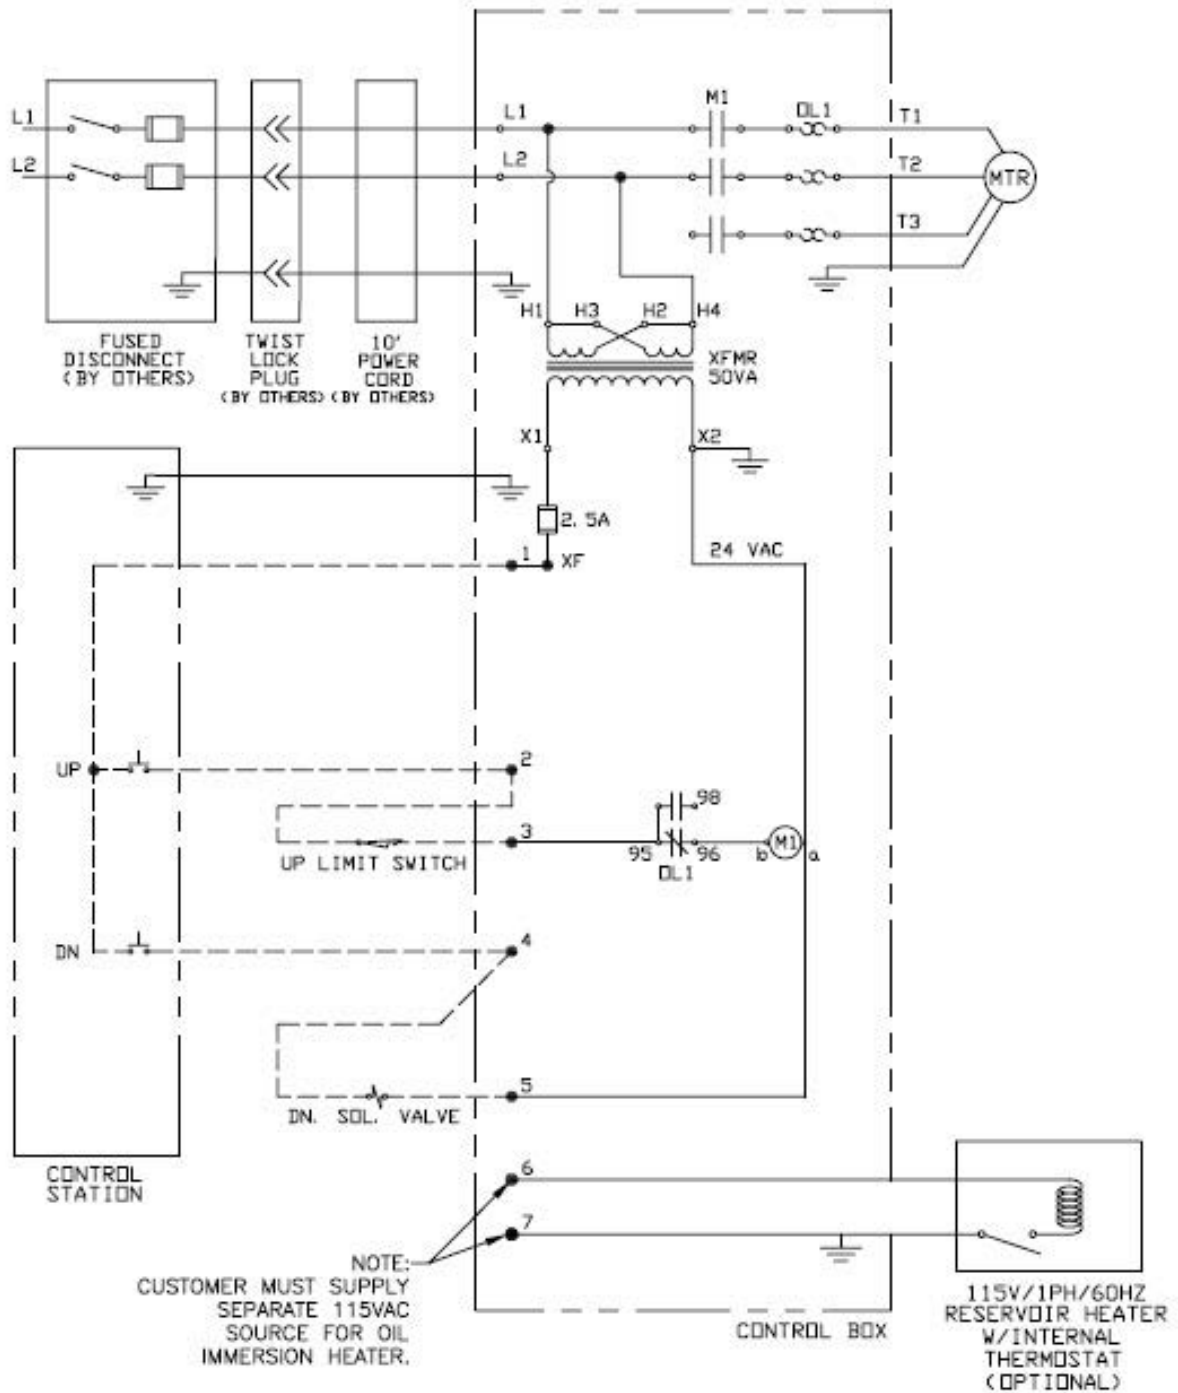 M1
L1
L1
OL1
T1
L2
L2
T2
MTR
T3
FUSED
DISCONNECT
(BY OTHERS)
TWIST
LOCK
PLUG
(BY OTHERS)
10'
POWER
CORD
(BY OTHERS)
H1
H3
H2
H4
XFMR
50VA
X1
X2
2.5A
1
XF
24 VAC
UP
2
98
3
95
96
b
M1
a
OL1
UP LIMIT SWITCH
DN
4
5
DN. SOL. VALVE
CONTROL
STATION
6
7
NOTE:
CUSTOMER MUST SUPPLY
SEPARATE 115VAC
SOURCE FOR OIL
IMMERSION HEATER.
CONTROL BOX
115V/1PH/60HZ
RESERVOIR HEATER
W/INTERNAL
THERMOSTAT
(OPTIONAL)